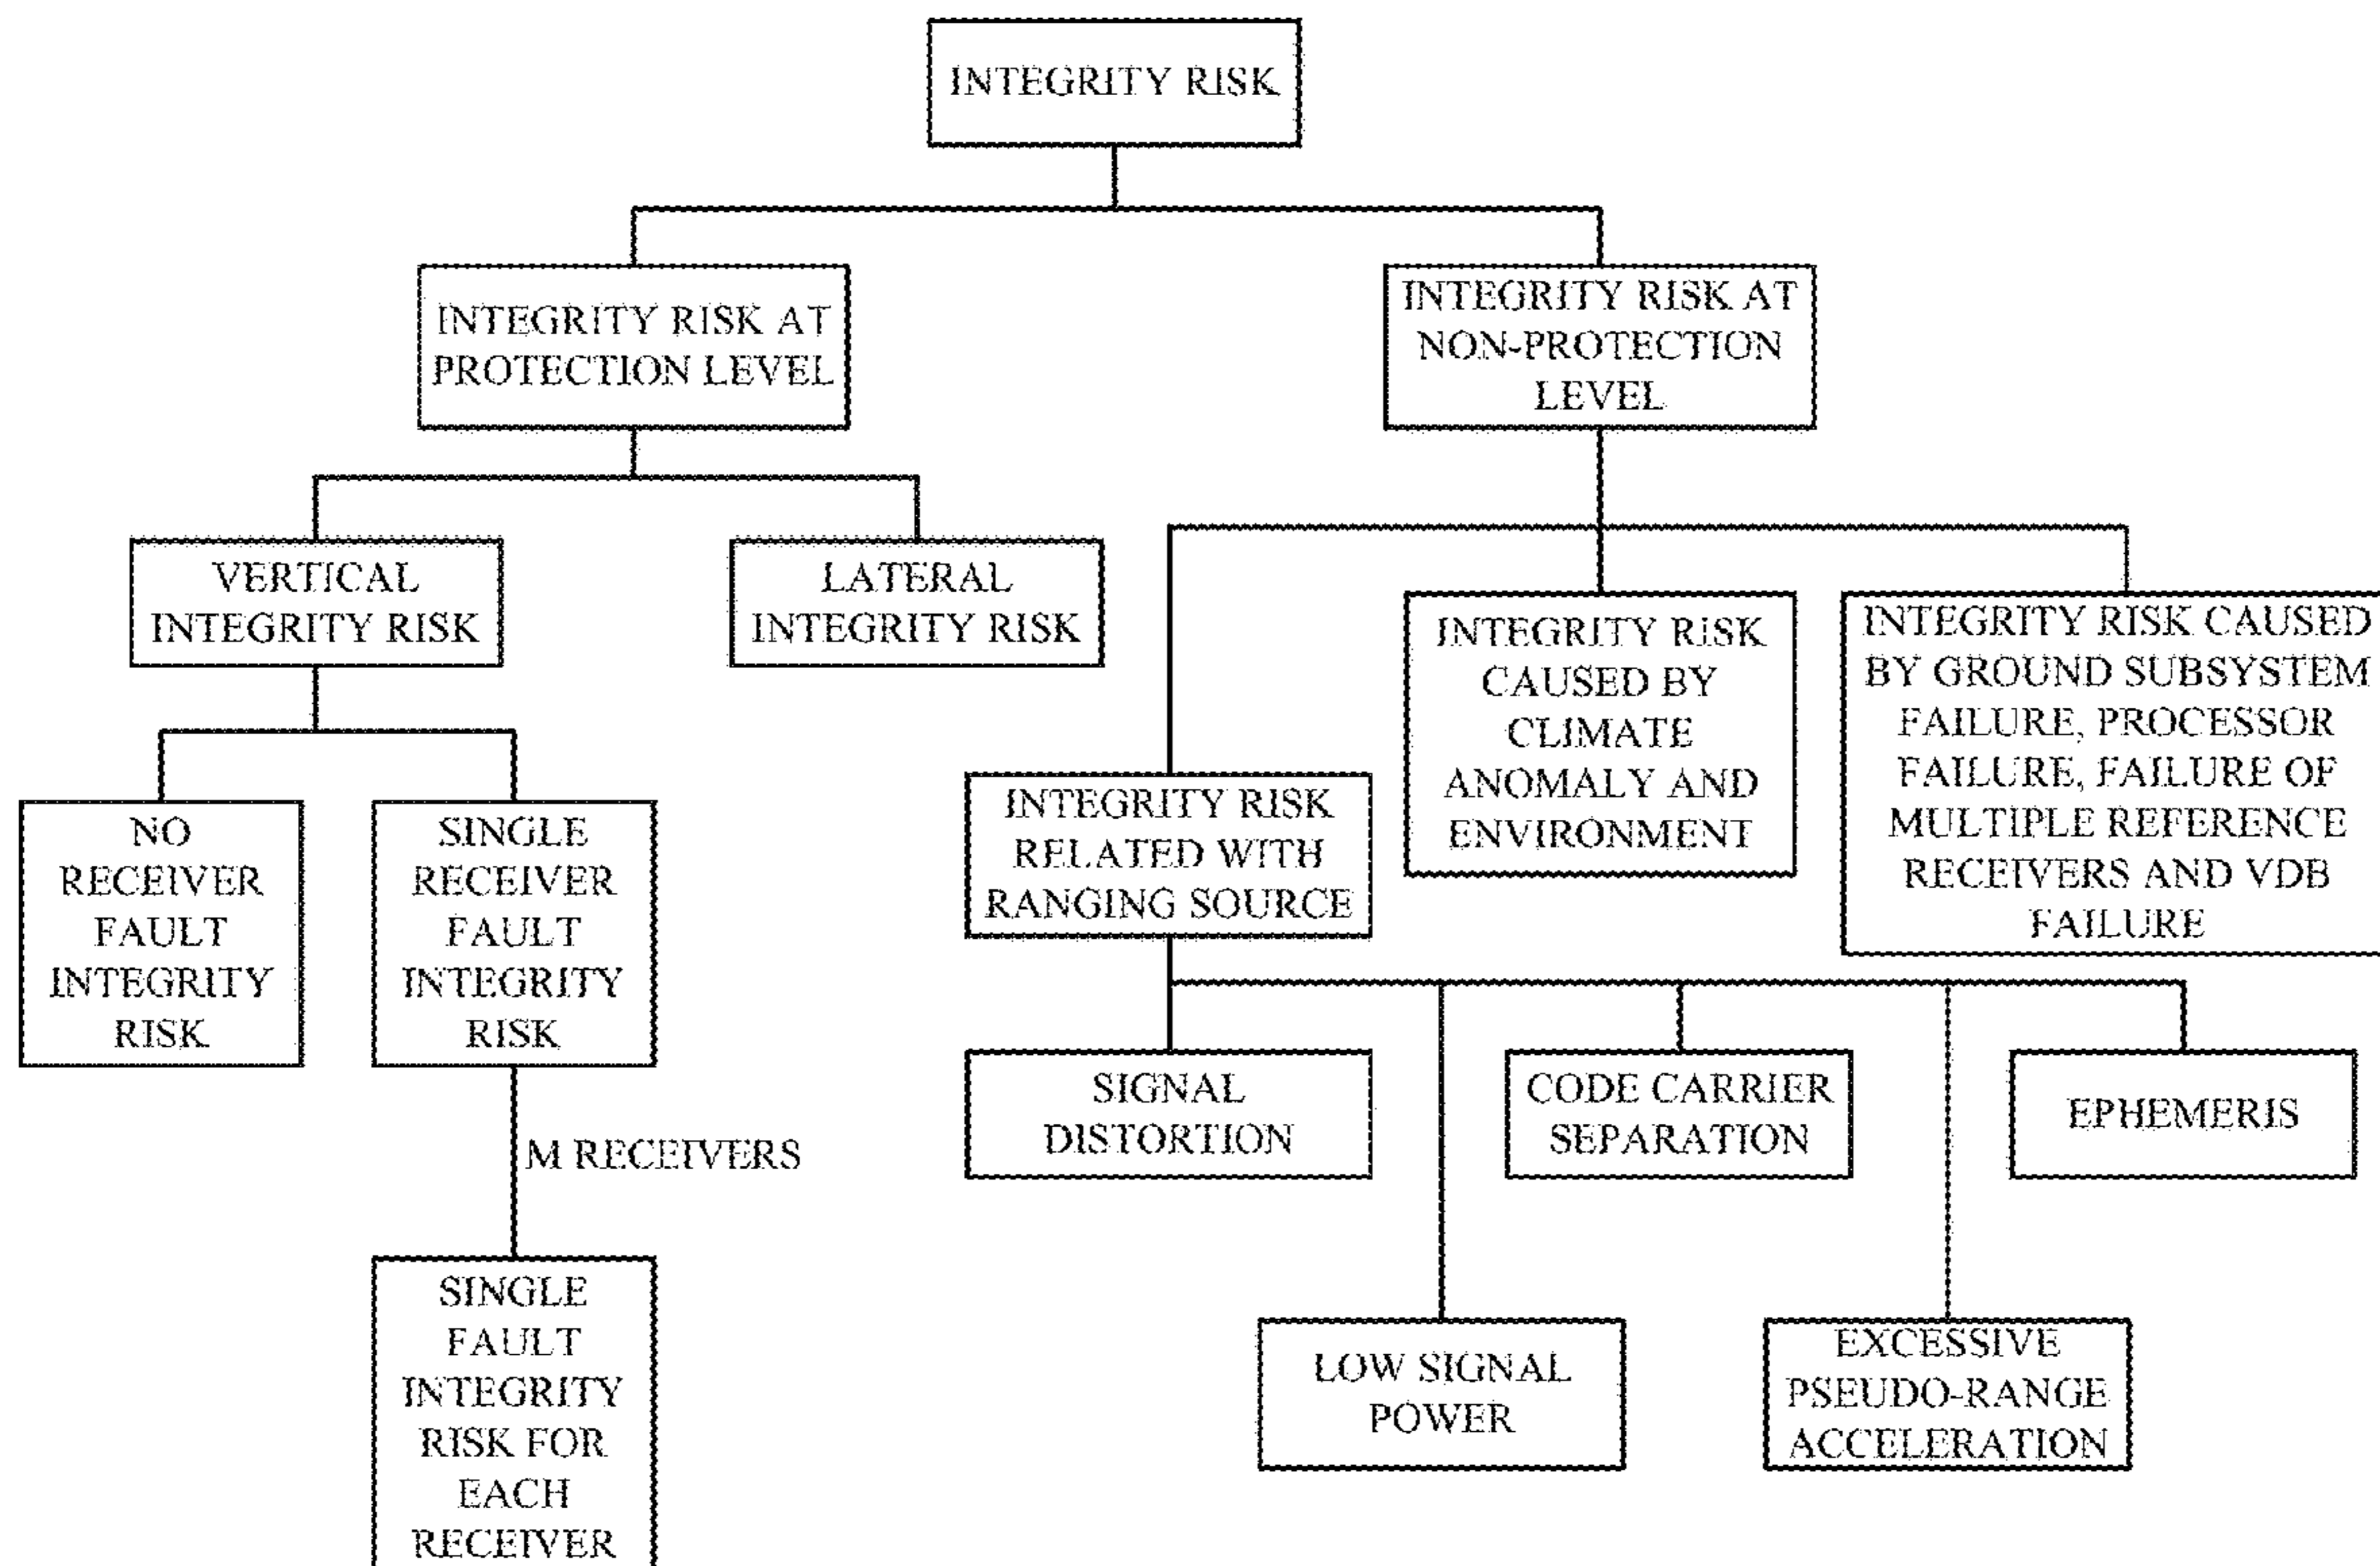 INTEGRITY RISK
INTEGRITY RISK AT
PROTECTION LEVEL
INTEGRITY RISK AT
NON-PROTECTION
LEVEL
VERTICAL
INTEGRITY RISK
LATERAL
INTEGRITY RISK
INTEGRITY RISK
CAUSED BY
CLIMATE
ANOMALY AND
ENVIRONMENT
INTEGRITY RISK CAUSED
BY GROUND SUBSYSTEM
FAILURE, PROCESSOR
FAILURE, FAILURE OF
MULTIPLE REFERENCE
RECEIVERS AND VDB
FAILURE
NO
RECEIVER
FAULT
INTEGRITY
RISK
SINGLE
RECEIVER
FAULT
INTEGRITY
RISK
INTEGRITY RISK
RELATED WITH
RANGING SOURCE
M RECEIVERS
SIGNAL
DISTORTION
CODE CARRIER
SEPARATION
EPHEMERIS
SINGLE
FAULT
INTEGRITY
RISK FOR
EACH
RECEIVER
LOW SIGNAL
POWER
EXCESSIVE
PSEUDO-RANGE
ACCELERATION